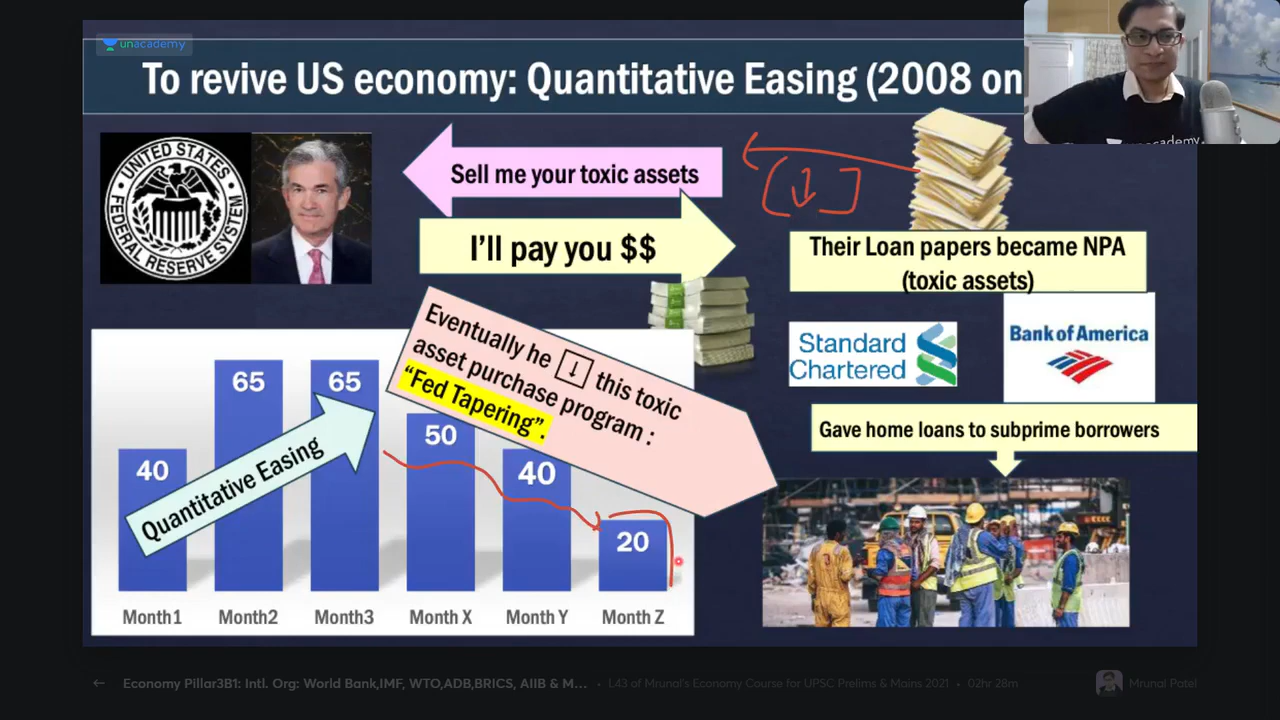 unacademy
To revive US economy: Quantitative Easing (2008 on
UNITED STATES
FEDERAL RESERVE SYSTEM
Sell me your toxic assets
I'll pay you $$
Their Loan papers became NPA
(toxic assets)
Standard
Chartered
Bank of America
Gave home loans to subprime borrowers
Eventually he ↓ this toxic
asset purchase program :
“Fed Tapering”.
Quantitative Easing
40
65
65
50
40
20
Month1
Month2
Month3
Month X
Month Y
Month Z
unacademy
← Economy Pillar3B1: Intl. Org: World Bank,IMF, WTO,ADB,BRICS, AIIB & M... • L43 of Mrunal's Economy Course for UPSC Prelims & Mains 2021 • 02hr 28m
Mrunal Patel